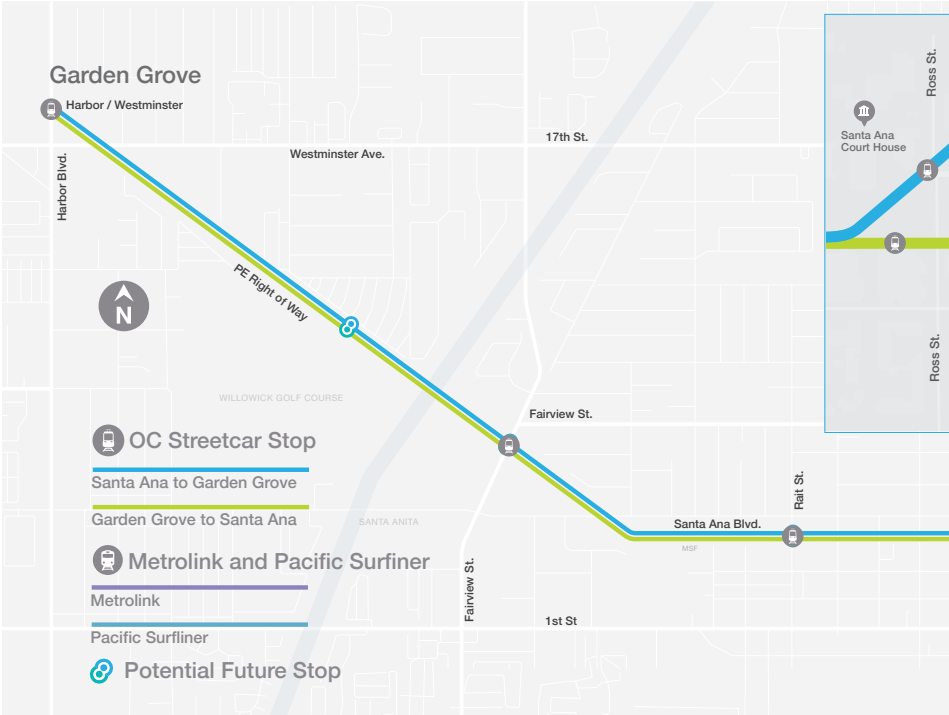 Garden Grove
Harbor / Westminster
Harbor Blvd.
Westminster Ave.
17th St.
PE Right of Way
N
WILLOWICK GOLF COURSE
Fairview St.
OC Streetcar Stop
Santa Ana to Garden Grove
Garden Grove to Santa Ana
SANTA ANITA
Metrolink and Pacific Surfiner
Metrolink
Pacific Surfliner
Potential Future Stop
Fairview St.
1st St
Santa Ana Blvd.
MSF
Rait St.
Ross St.
Santa Ana
Court House
Ross St.